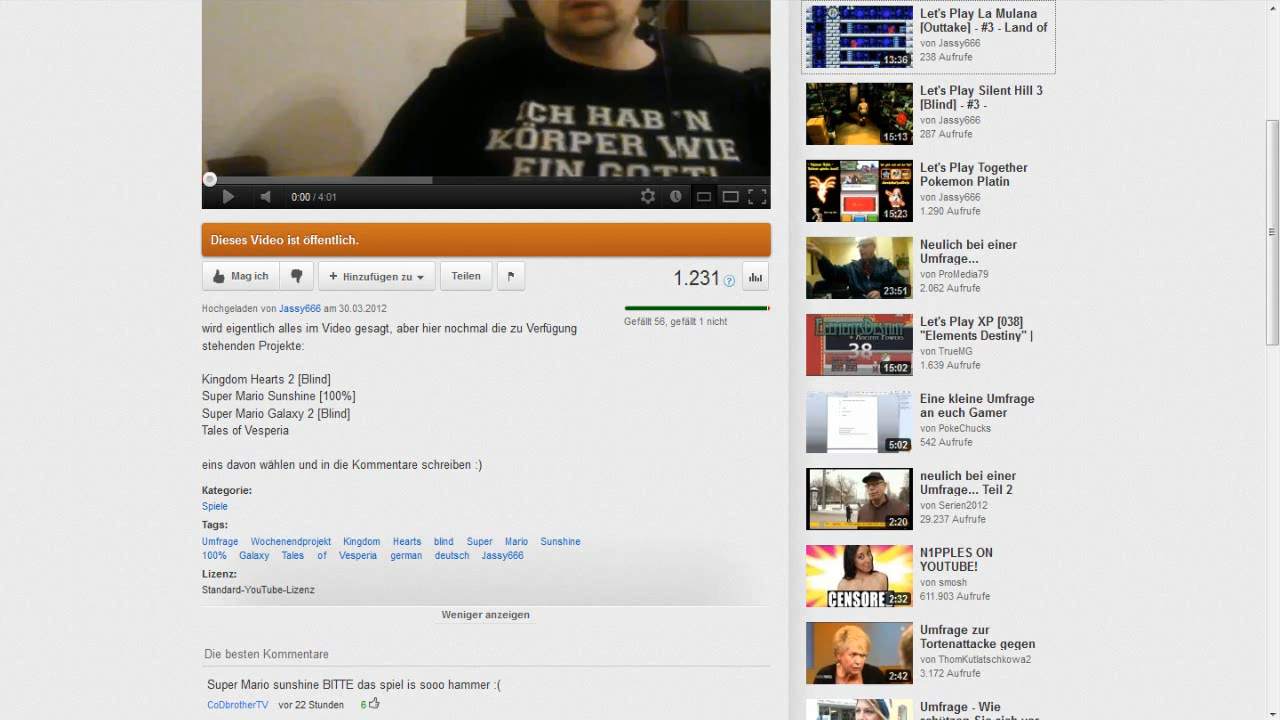 ICH HAB 'N
KÖRPER WIE
EIN GOTT
0:00 / 4
Dieses Video ist öffentlich.
Mag ich
Hinzufügen zu
Teilen
1.231
Hochgeladen von Jassy666 am 30.03.2012
eigentlich alles im Video gesagt, aber hier nochmal die zu Verfügung
stehenden Projekte:
Kingdom Hearts 2 [Blind]
Super Mario Sunshine [100%]
Super Mario Galaxy 2 [Blind]
Tales of Vesperia
eins davon wählen und in die Kommentare schreiben :)
Kategorie:
Spiele
Tags:
Umfrage Wochenendprojekt Kingdom Hearts blind Super Mario Sunshine
100% Galaxy Tales of Vesperia german deutsch Jassy666
Lizenz:
Standard-YouTube-Lizenz
Weniger anzeigen
Die besten Kommentare
Super Mario Sunshine BITTE das spiel is doch so hammer :(
CoDbrotherTV vor 22 Stunden 6
Gefällt 56, gefällt 1 nicht
13:36
Let's Play La Mulana
[Outtake] - #3 - Land of
von Jassy666
238 Aufrufe
15:13
Let's Play Silent Hill 3
[Blind] - #3 -
von Jassy666
287 Aufrufe
15:23
Let's Play Together
Pokemon Platin
von Jassy666
1.290 Aufrufe
23:51
Neulich bei einer
Umfrage...
von ProMedia79
2.062 Aufrufe
ELEMENTS DESTINY
ANCIENT POWERS
38
15:02
Let's Play XP [038]
"Elements Destiny" |
von TrueMG
1.639 Aufrufe
5:02
Eine kleine Umfrage
an euch Gamer
von PokeChucks
542 Aufrufe
2:20
neulich bei einer
Umfrage... Teil 2
von Serien2012
29.237 Aufrufe
CENSORE
2:32
N1PPLES ON
YOUTUBE!
von smosh
611.903 Aufrufe
2:42
Umfrage zur
Tortenattacke gegen
von ThomKutlatschkowa2
3.172 Aufrufe
Umfrage - Wie
schützen Sie sich vor